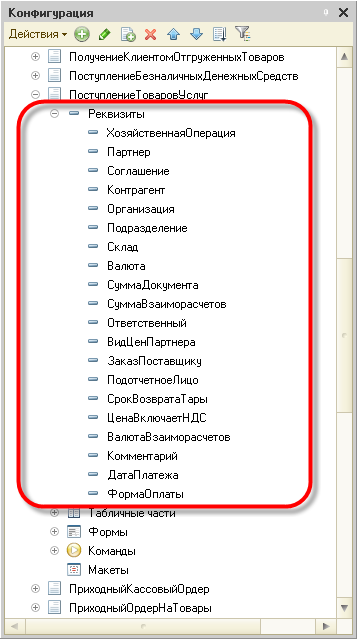 Конфигурация
Действия
ПолучениеКлиентомОтгруженныхТоваров
ПоступлениеБезналичныхДенежныхСредств
ПоступлениеТоваровУслуг
Реквизиты
ХозяйственнаяОперация
Партнер
Соглашение
Контрагент
Организация
Подразделение
Склад
Валюта
СуммаДокумента
СуммаВзаиморасчетов
Ответственный
ВидЦенПартнера
ЗаказПоставщику
ПодотчетноеЛицо
СрокВозвратаТары
ЦенаВключаетНДС
ВалютаВзаиморасчетов
Комментарий
ДатаПлатежа
ФормаОплаты
Табличные части
Формы
Команды
Макеты
ПриходныйКассовыйОрдер
ПриходныйОрдерНаТовары